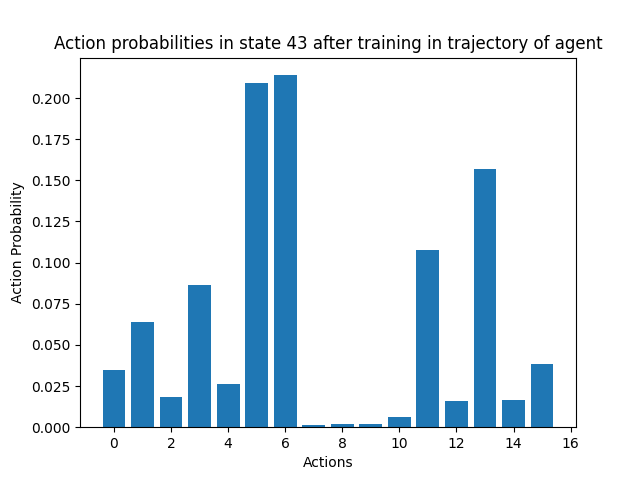 Action probabilities in state 43 after training in trajectory of agent
0.200
0.175
0.150
0.125
0.100
0.075
0.050
0.025
0.000
Action Probability
0 2 4 6 8 10 12 14 16
Actions